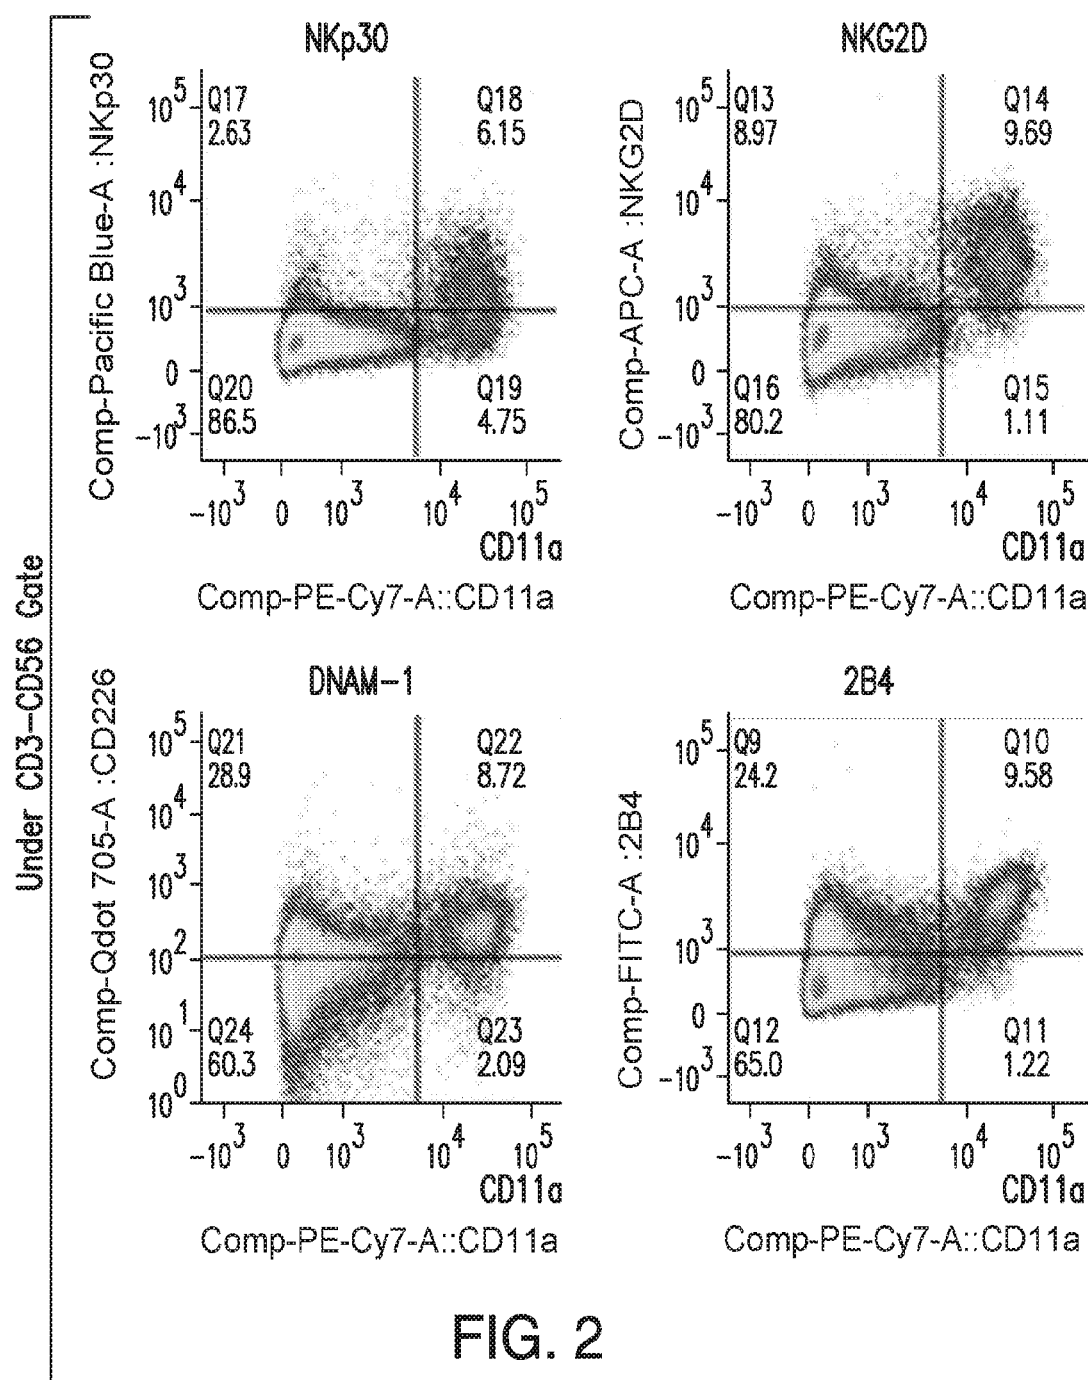 Under CD3-CD56 Gate
NKp30
Comp-Pacific Blue-A :NKp30
10^5
10^4
10^3
0
-10^3
Q17
2.63
Q18
6.15
Q20
86.5
Q19
4.75
-10^3 0 10^3 10^4 10^5
CD11a
Comp-PE-Cy7-A::CD11a
NKG2D
Comp-APC-A :NKG2D
10^5
10^4
10^3
0
-10^3
Q13
8.97
Q14
9.69
Q16
80.2
Q15
1.11
-10^3 0 10^3 10^4 10^5
CD11a
Comp-PE-Cy7-A::CD11a
DNAM-1
Comp-Qdot 705-A :CD226
10^5
10^4
10^3
10^2
10^1
10^0
Q21
28.9
Q22
8.72
Q24
60.3
Q23
2.09
-10^3 0 10^3 10^4 10^5
CD11a
Comp-PE-Cy7-A::CD11a
2B4
Comp-FITC-A :2B4
10^5
10^4
10^3
0
-10^3
Q9
24.2
Q10
9.58
Q12
65.0
Q11
1.22
-10^3 0 10^3 10^4 10^5
CD11a
Comp-PE-Cy7-A::CD11a
FIG. 2